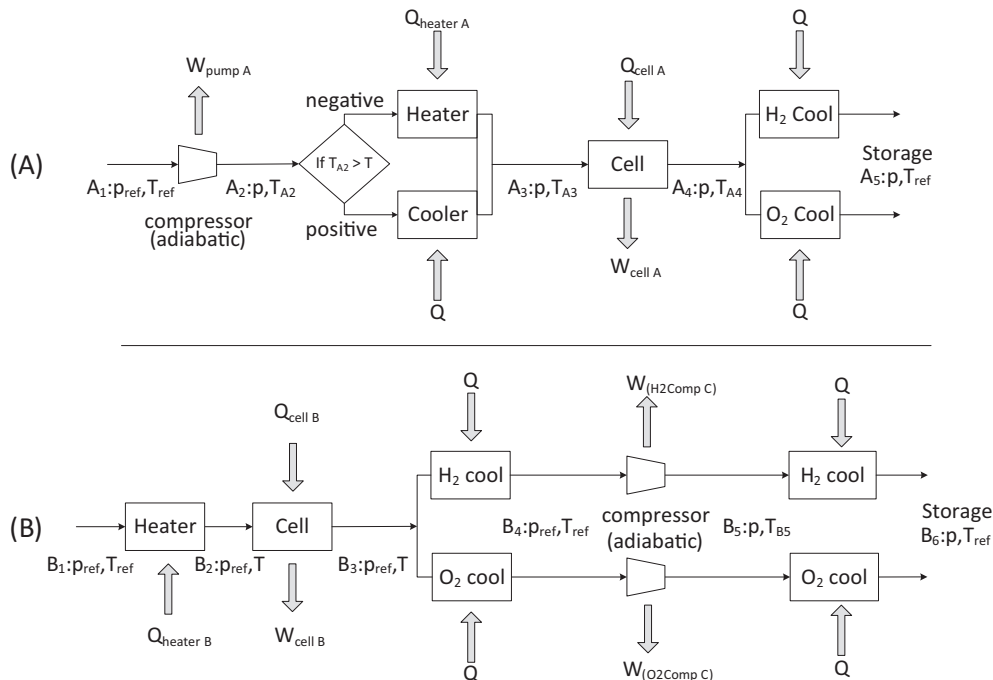 Q_heater A
Q
W_pump A
Q_cell A
negative
Heater
H₂ Cool
(A)
If T_A2 > T
Cell
Storage
A₁:p_ref,T_ref
A₂:p,T_A2
A₃:p,T_A3
A₄:p,T_A4
A₅:p,T_ref
compressor
(adiabatic)
positive
Cooler
O₂ Cool
W_cell A
Q
Q
Q
W_(H2Comp C)
Q
Q_cell B
H₂ cool
H₂ cool
(B)
Heater
Cell
B₄:p_ref,T_ref
compressor
(adiabatic)
B₅:p,T_B5
Storage
B₆:p,T_ref
B₁:p_ref,T_ref
B₂:p_ref,T
B₃:p_ref,T
O₂ cool
O₂ cool
Q_heater B
W_cell B
Q
W_(O2Comp C)
Q